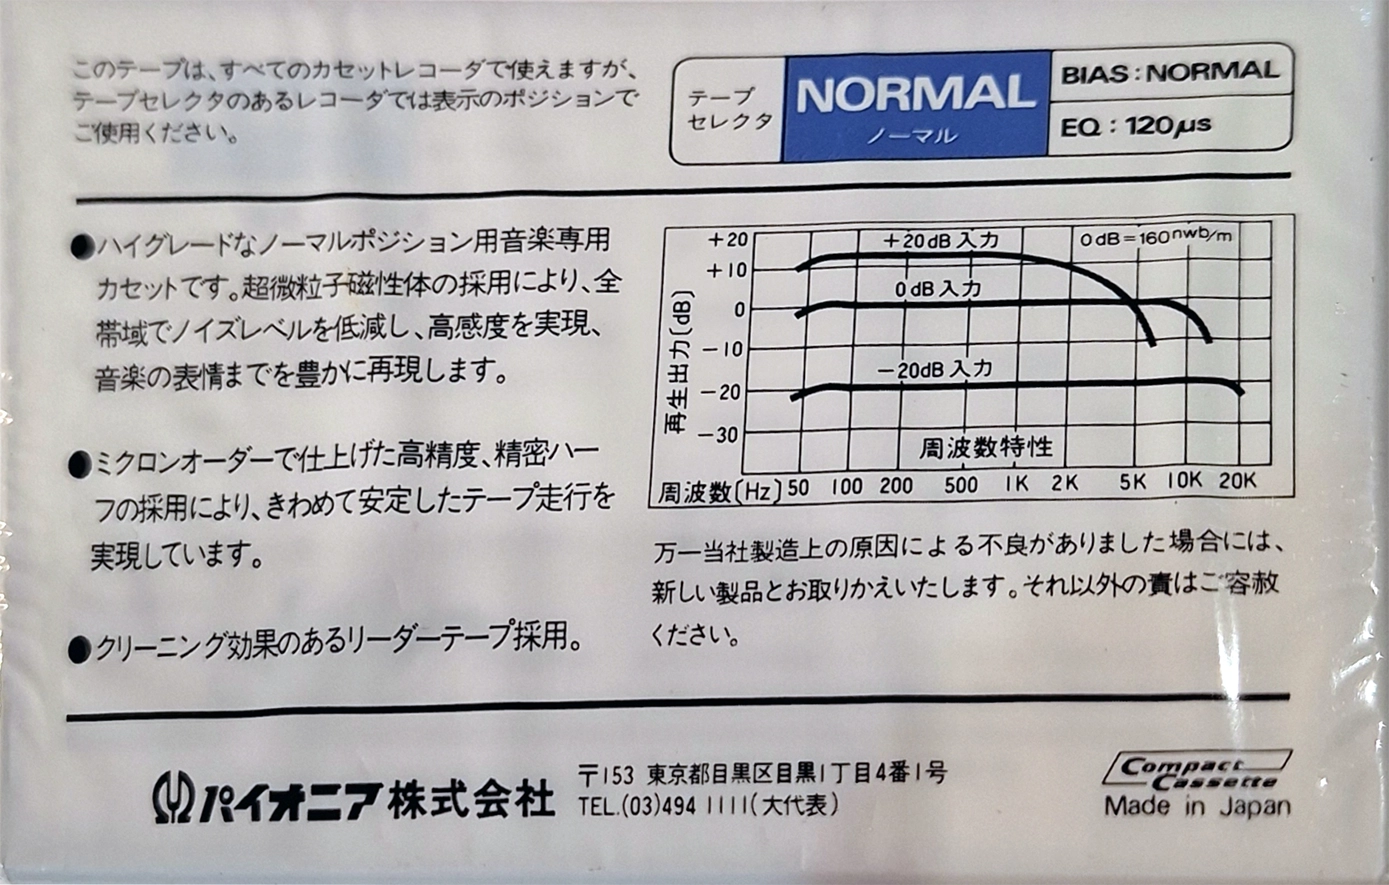 このテープは、すべてのカセットレコーダで使えますが、
テープセレクタのあるレコーダでは表示のポジションで
ご使用ください。
テープ
セレクタ
NORMAL
ノーマル
BIAS:NORMAL
EQ:120μs
●ハイグレードなノーマルポジション用音楽専用
カセットです。超微粒子磁性体の採用により、全
帯域でノイズレベルを低減し、高感度を実現、
音楽の表情までを豊かに再現します。
●ミクロンオーダーで仕上げた高精度、精密ハー
フの採用により、きわめて安定したテープ走行を
実現しています。
●クリーニング効果のあるリーダーテープ採用。
再生出力(dB)
+20
+10
0
-10
-20
-30
+20dB入力
0dB=160nwb/m
0dB入力
-20dB入力
周波数特性
周波数(Hz) 50 100 200 500 1K 2K 5K 10K 20K
万一当社製造上の原因による不良がありました場合には、
新しい製品とお取りかえいたします。それ以外の責はご容赦
ください。
パイオニア株式会社
〒153 東京都目黒区目黒1丁目4番1号
TEL.(03)494 1111(大代表)
Compact
Cassette
Made in Japan